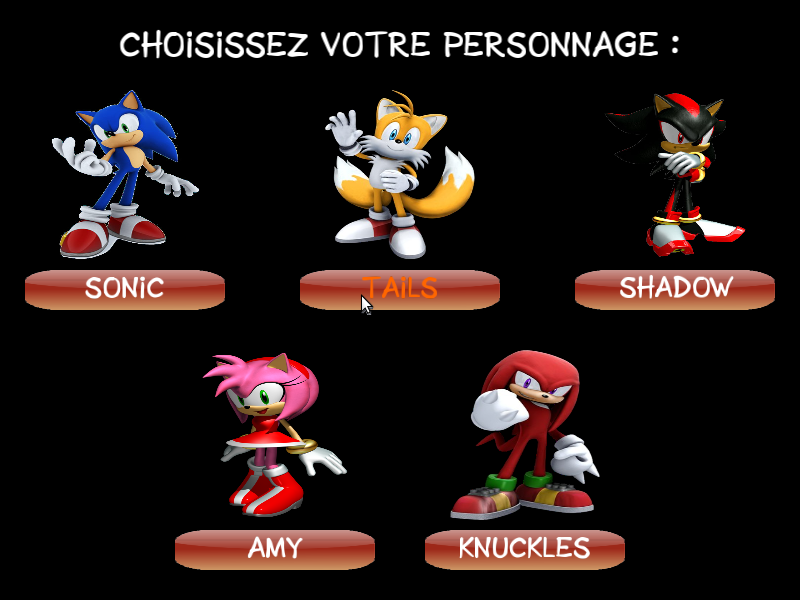 CHOISISSEZ VOTRE PERSONNAGE :
SONIC
TAILS
SHADOW
AMY
KNUCKLES